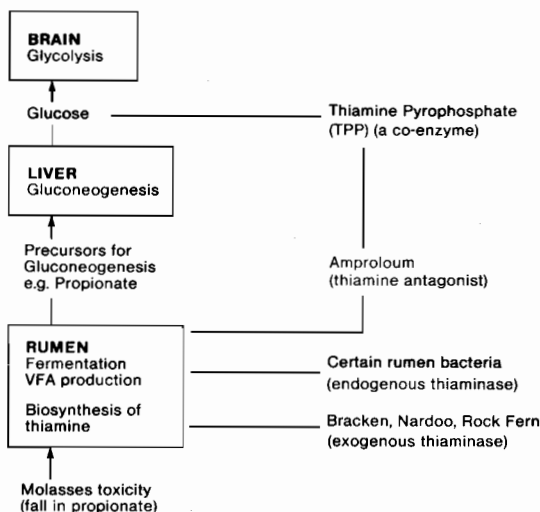 BRAIN
Glycolysis
Glucose
Thiamine Pyrophosphate
(TPP) (a co-enzyme)
LIVER
Gluconeogenesis
Precursors for
Gluconeogenesis
e.g. Propionate
Amproloum
(thiamine antagonist)
RUMEN
Fermentation
VFA production
Certain rumen bacteria
(endogenous thiaminase)
Biosynthesis of
thiamine
Bracken, Nardoo, Rock Fern
(exogenous thiaminase)
Molasses toxicity
(fall in propionate)